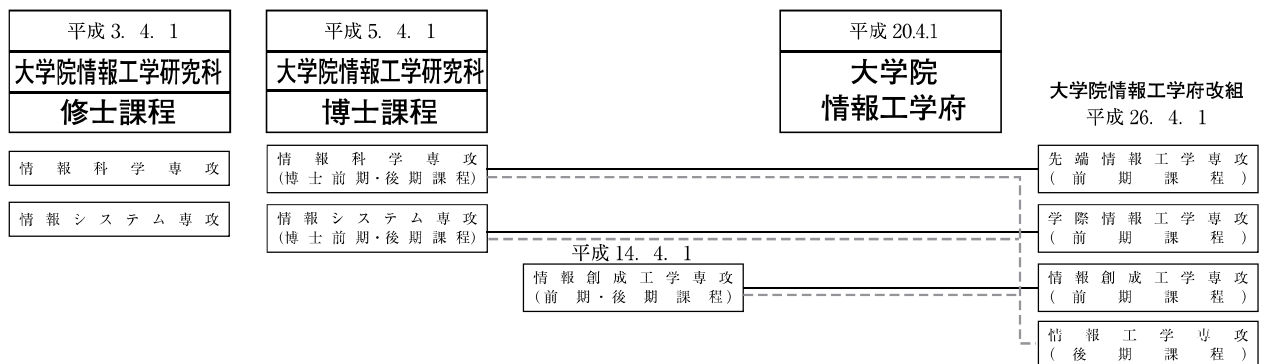 平成 3. 4. 1
大学院情報工学研究科
修士課程
情報科学専攻
情報システム専攻
平成 5. 4. 1
大学院情報工学研究科
博士課程
情報科学専攻
(博士前期・後期課程)
情報システム専攻
(博士前期・後期課程)
平成 14. 4. 1
情報創成工学専攻
(前期・後期課程)
平成 20.4.1
大学院
情報工学府
大学院情報工学府改組
平成 26. 4. 1
先端情報工学専攻
(前期課程)
学際情報工学専攻
(前期課程)
情報創成工学専攻
(前期課程)
情報工学専攻
(後期課程)